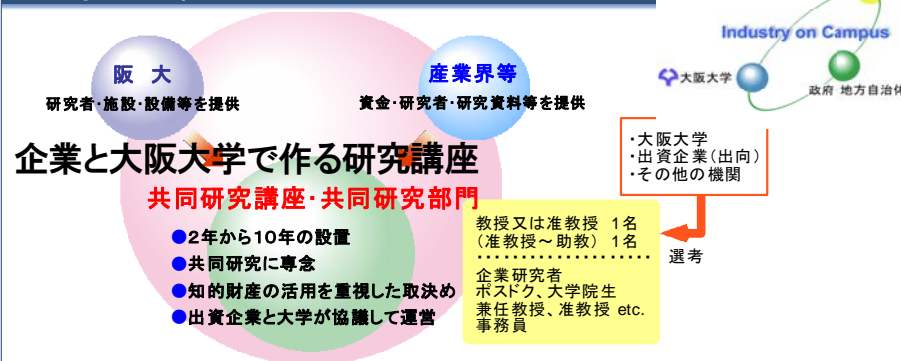 Industry on Campus
大阪大学
政府・地方自治体
阪 大
研究者・施設・設備等を提供
産業界等
資金・研究者・研究資料等を提供
企業と大阪大学で作る研究講座
共同研究講座・共同研究部門
●2年から10年の設置
●共同研究に専念
●知的財産の活用を重視した取決め
●出資企業と大学が協議して運営
・大阪大学
・出資企業(出向)
・その他の機関
選考
教授又は准教授 1名
(准教授~助教) 1名
企業研究者
ポスドク、大学院生
兼任教授、准教授 etc.
事務員